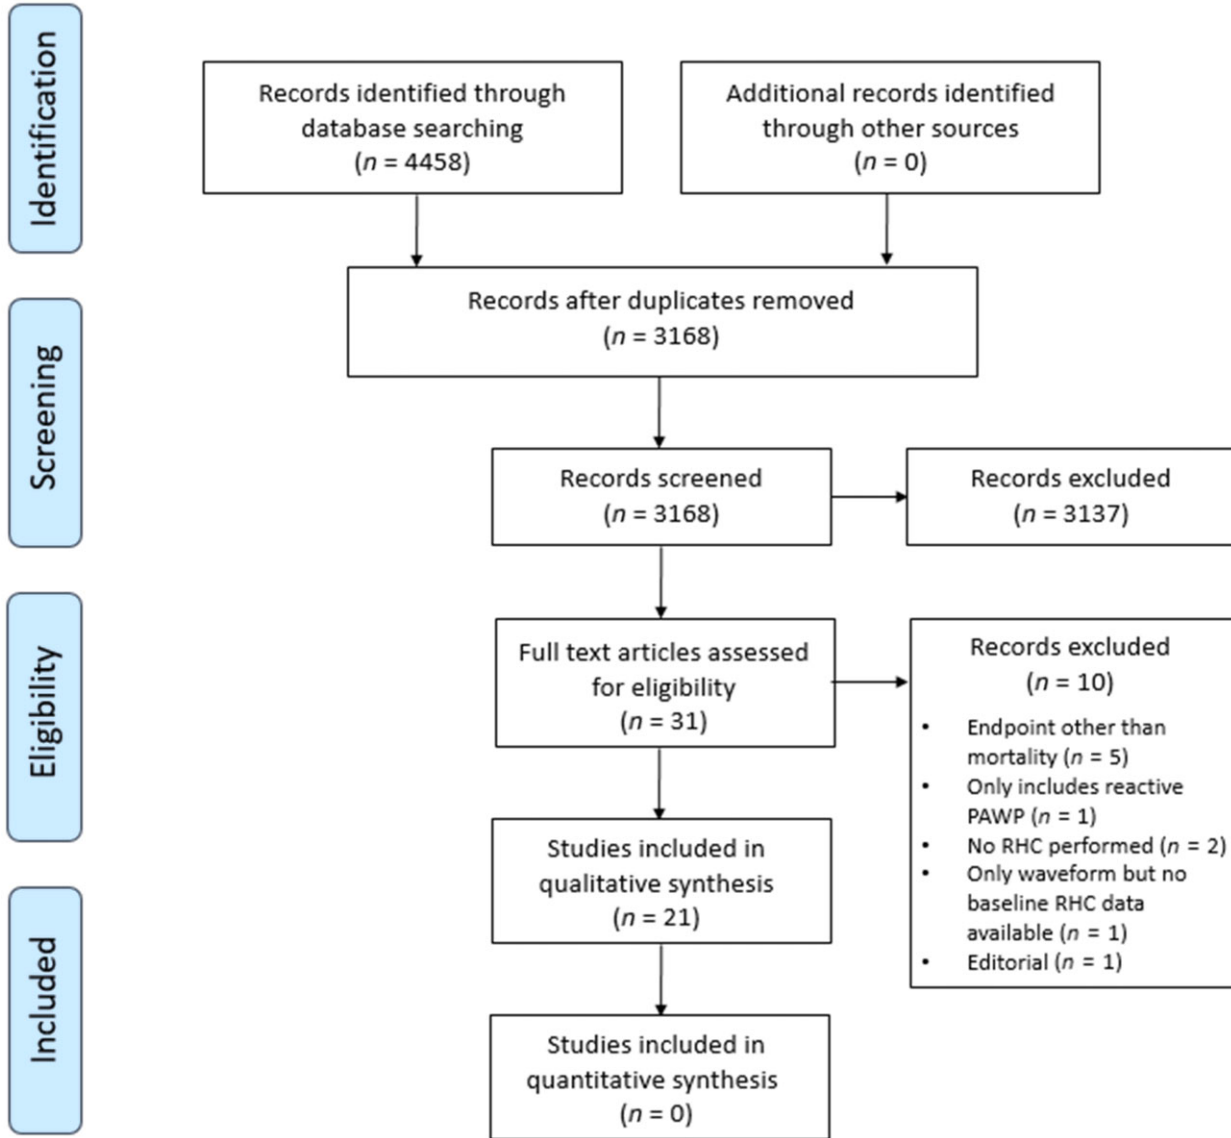 Identification
Records identified through
database searching
(n = 4458)
Additional records identified
through other sources
(n = 0)
Records after duplicates removed
(n = 3168)
Screening
Records screened
(n = 3168)
Records excluded
(n = 3137)
Eligibility
Full text articles assessed
for eligibility
(n = 31)
Records excluded
(n = 10)
• Endpoint other than
mortality (n = 5)
• Only includes reactive
PAWP (n = 1)
• No RHC performed (n = 2)
• Only waveform but no
baseline RHC data
available (n = 1)
• Editorial (n = 1)
Included
Studies included in
qualitative synthesis
(n = 21)
Studies included in
quantitative synthesis
(n = 0)